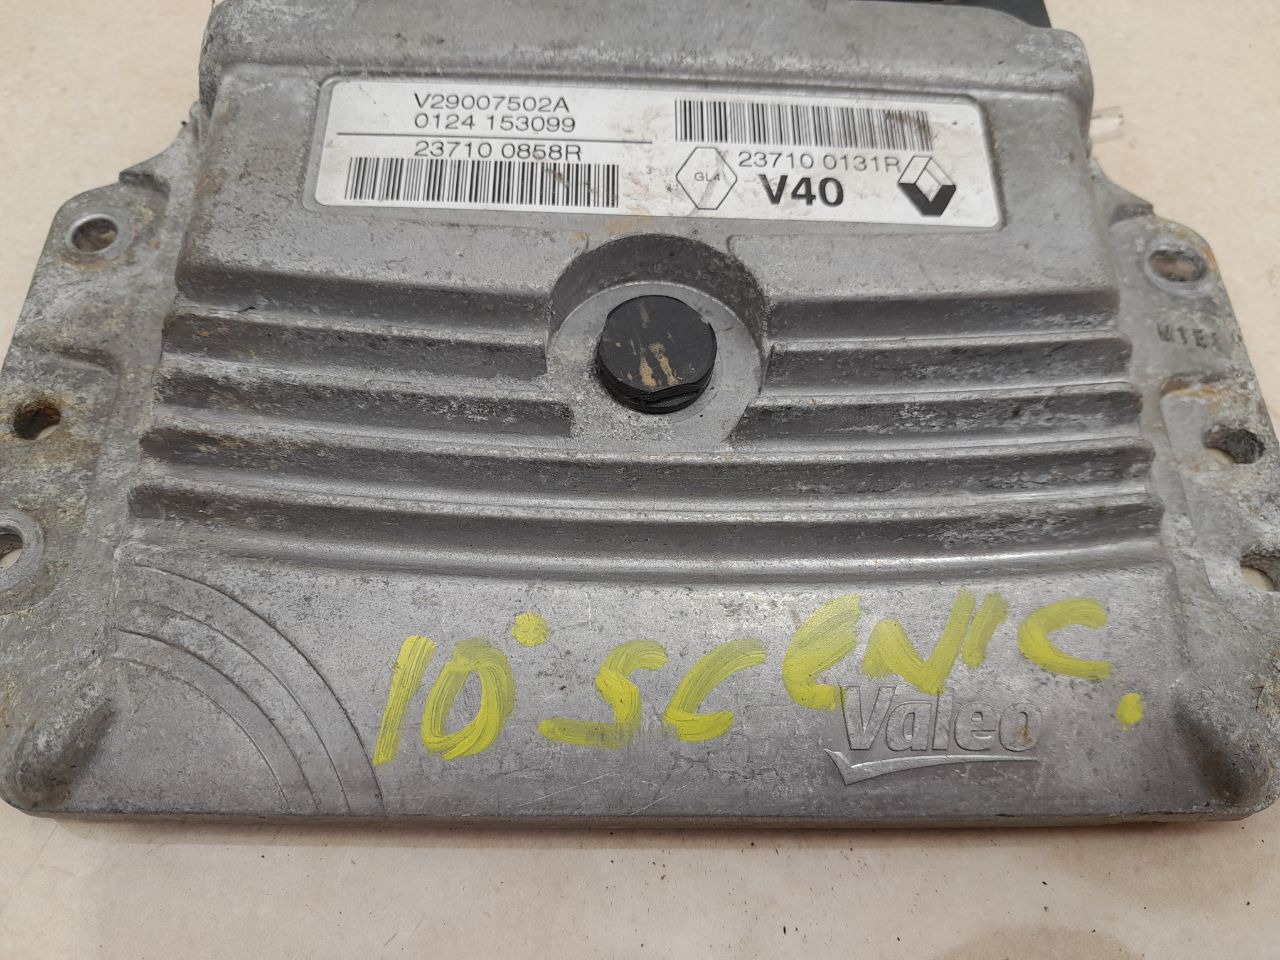 V29007502A
0124 153099
23710 0858R
GL4
23710 0131R
V40
10° SCENIC.
Valeo